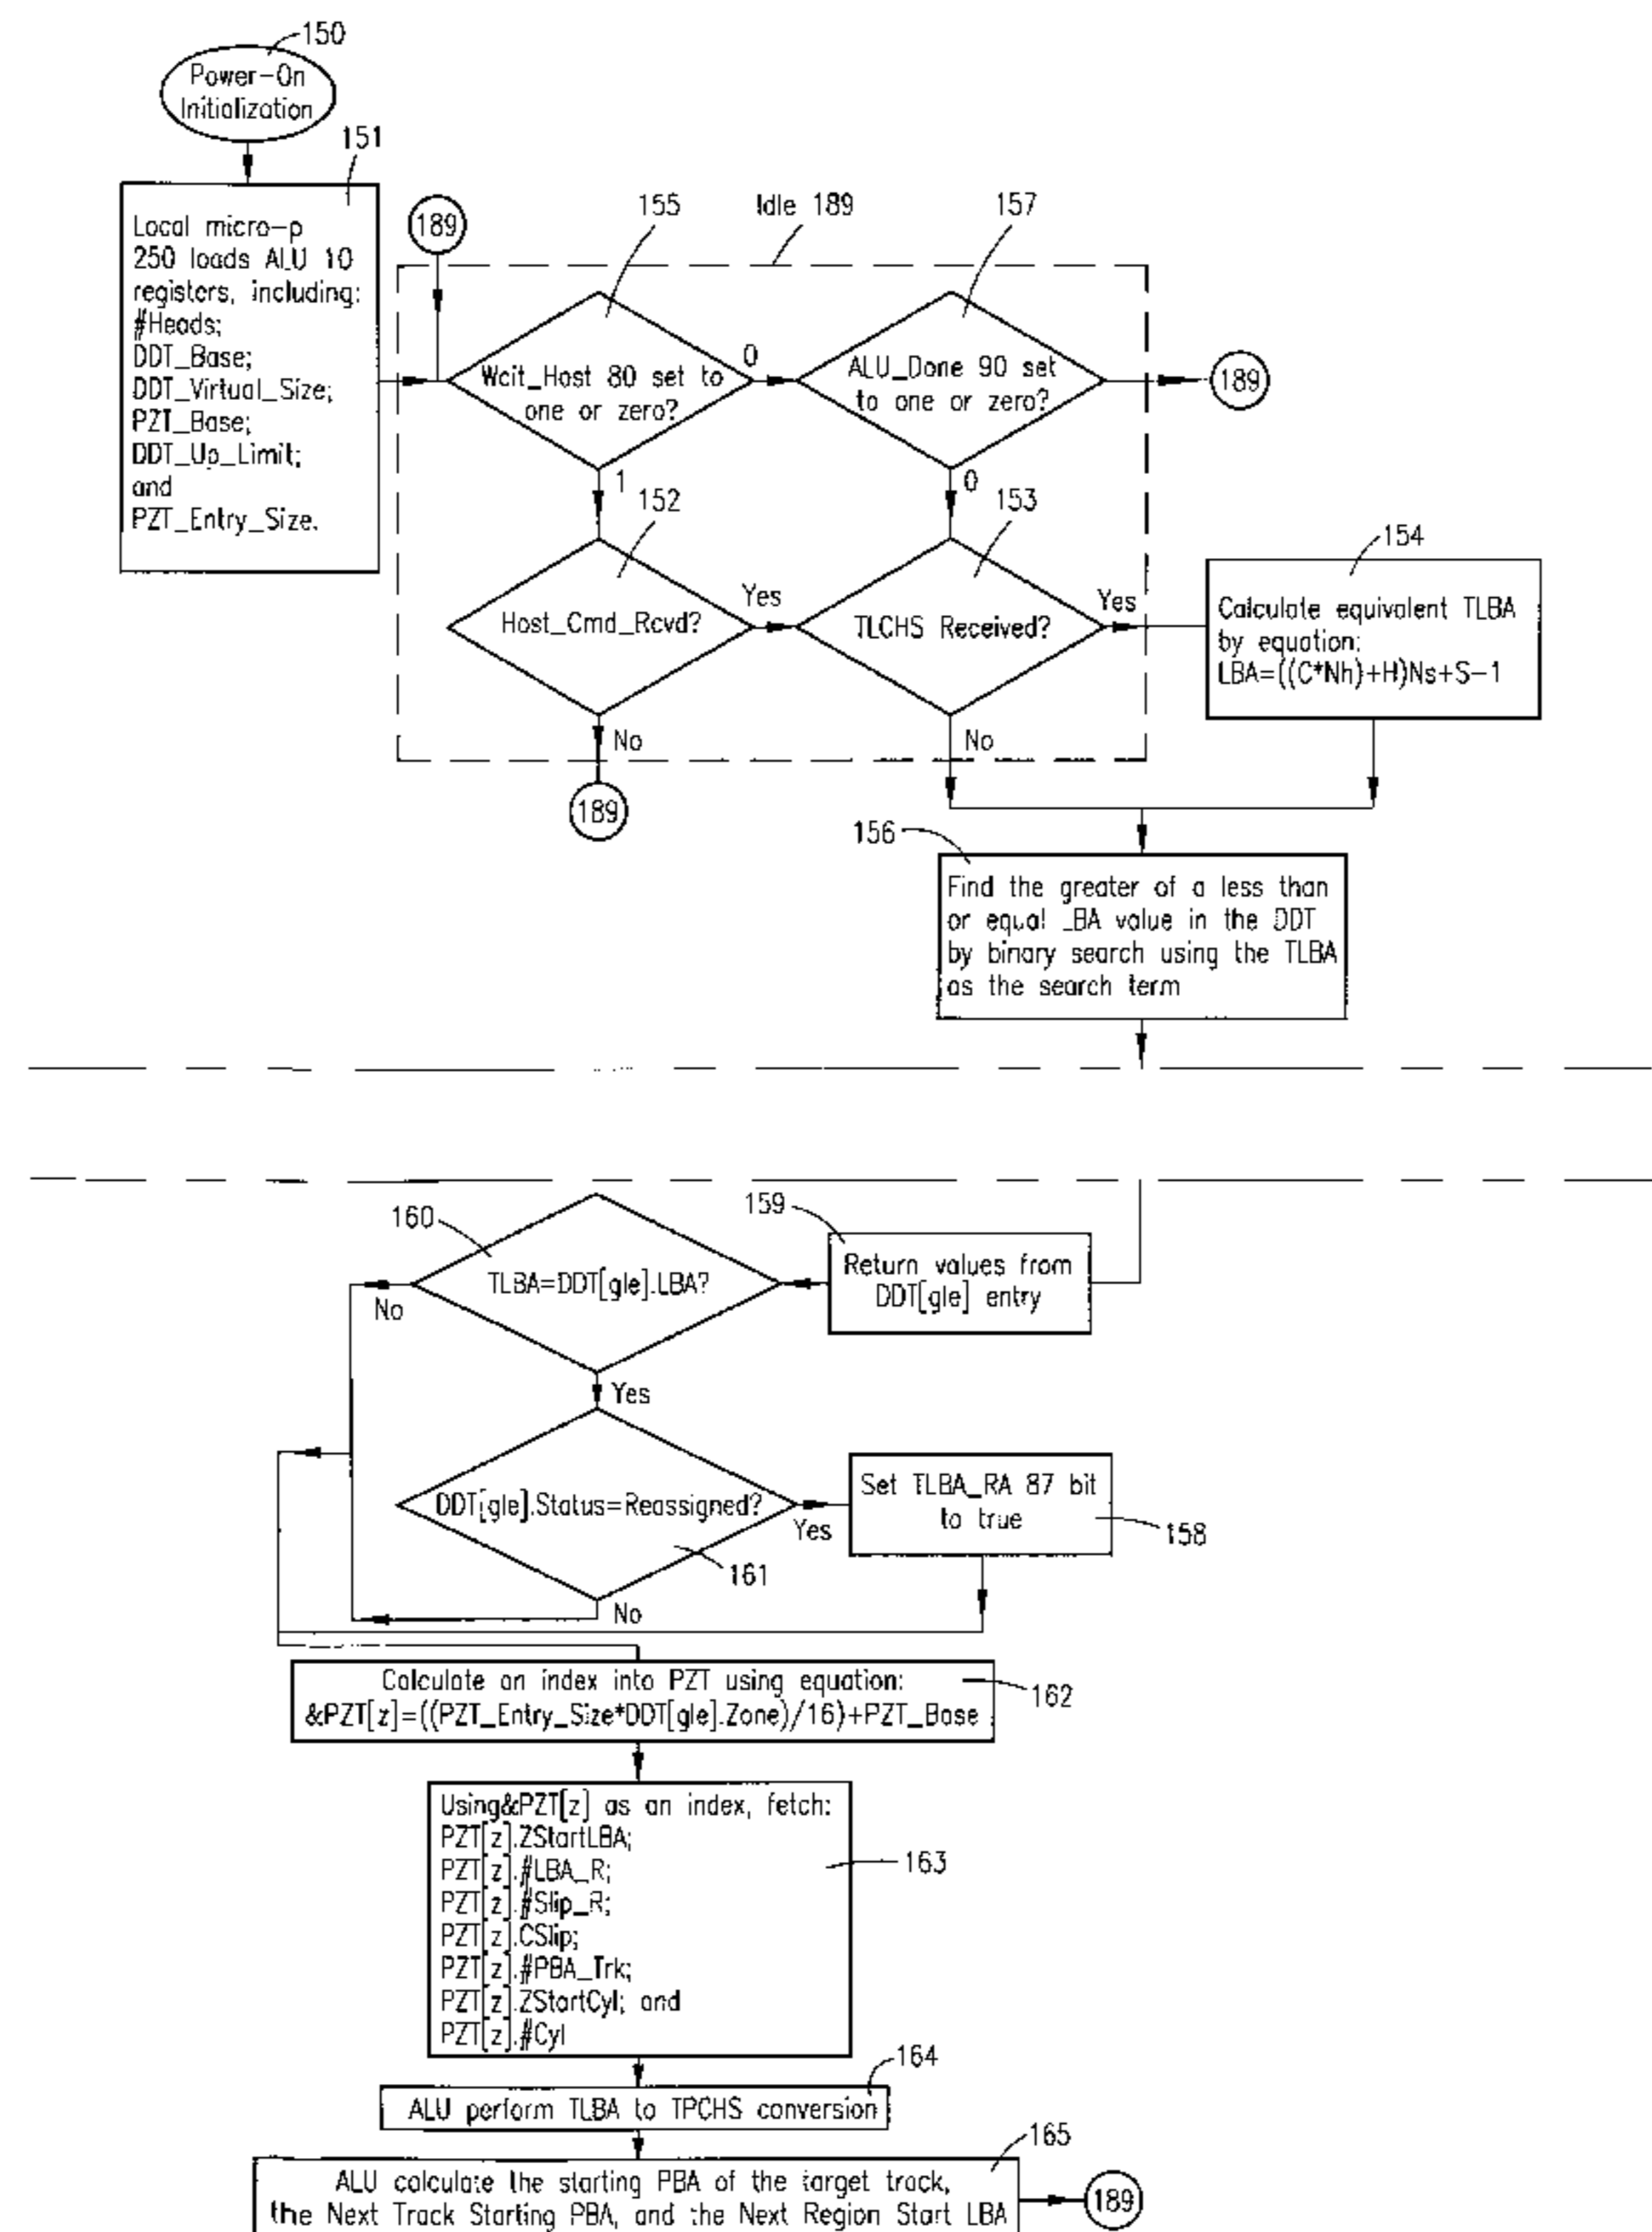 150
Power-On
Initialization
151
Local micro-p
250 loads ALU 10
registers, including:
#Heads;
DDT_Base;
DDT_Virtual_Size;
PZT_Base;
DDT_Up_Limit;
and
PZT_Entry_Size.
189
155
Idle 189
157
Wait_Host 80 set to
one or zero?
0
ALU_Done 90 set
to one or zero?
189
1
152
0
153
Host_Cmd_Rcvd?
Yes
TLCHS Received?
Yes
154
Calculate equivalent TLBA
by equation:
LBA=((C*Nh)+H)Ns+S-1
No
No
189
156
Find the greater of a less than
or equal LBA value in the DDT
by binary search using the TLBA
as the search term
160
159
TLBA=DDT[gle].LBA?
Return values from
DDT[gle] entry
No
Yes
DDT[gle].Status=Reassigned?
Yes
Set TLBA_RA 87 bit
to true
158
161
No
Calculate an index into PZT using equation:
&PZT[z]=((PZT_Entry_Size*DDT[gle].Zone)/16)+PZT_Base
162
Using&PZT[z] as an index, fetch:
PZT[z].ZStartLBA;
PZT[z].#LBA_R;
PZT[z].#Slip_R;
PZT[z].CSlip;
PZT[z].#PBA_Trk;
PZT[z].ZStartCyl; and
PZT[z].#Cyl
163
164
ALU perform TLBA to TPCHS conversion
165
ALU calculate the starting PBA of the target track,
the Next Track Starting PBA, and the Next Region Start LBA
189